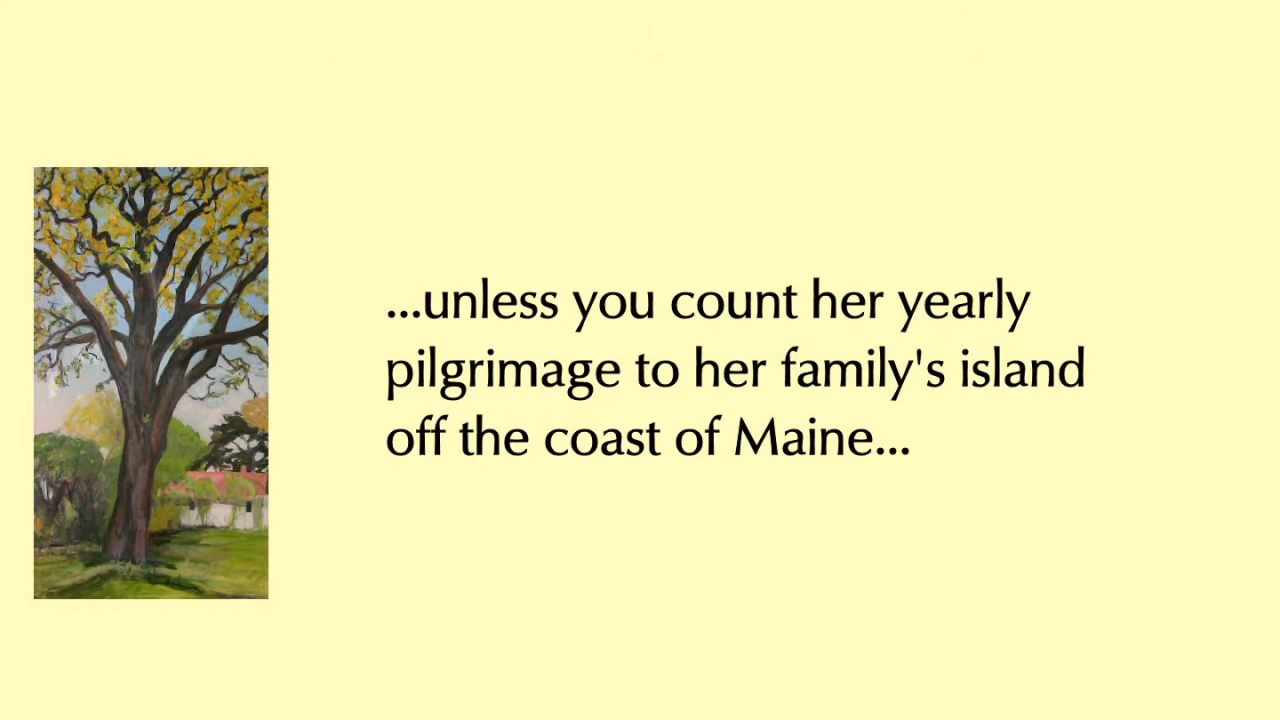 ...unless you count her yearly
pilgrimage to her family's island
off the coast of Maine...